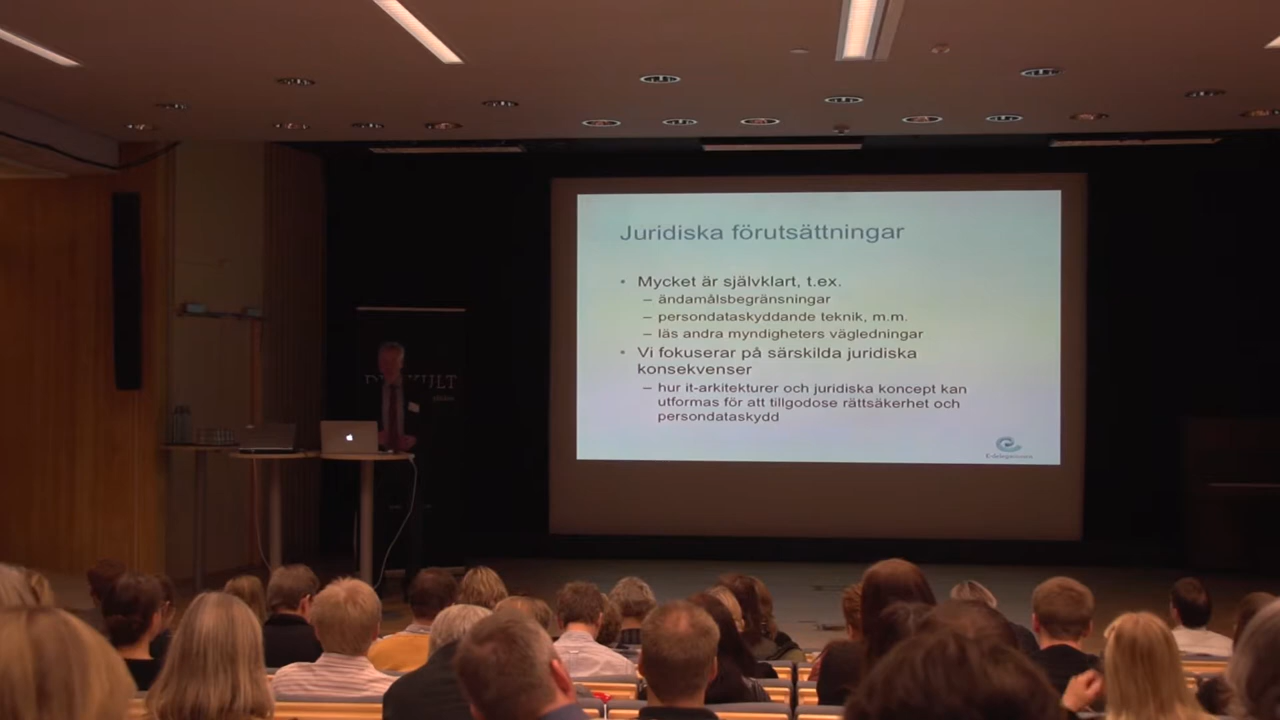 Juridiska förutsättningar
• Mycket är självklart, t.ex.
– ändamålsbegränsningar
– persondataskyddande teknik, m.m.
– läs andra myndigheters vägledningar
• Vi fokuserar på särskilda juridiska
konsekvenser
– hur it-arkitekturer och juridiska koncept kan
utformas för att tillgodose rättsäkerhet och
persondataskydd
E-delegationen